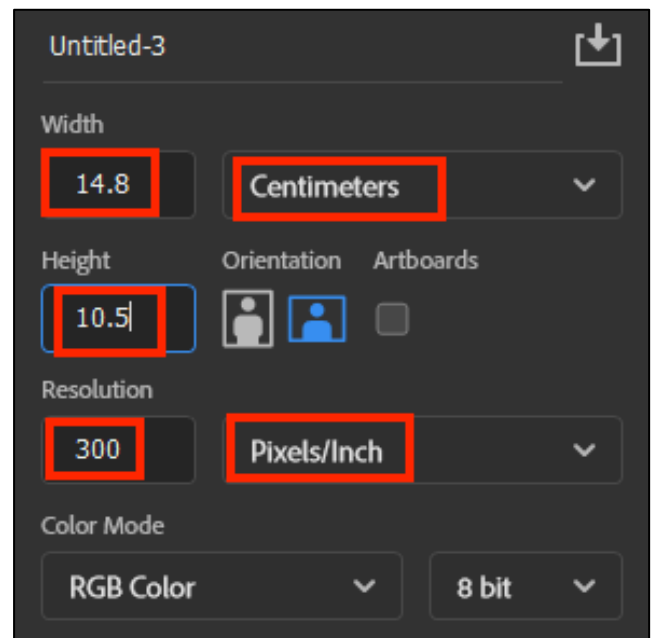 Untitled-3
Width
14.8 Centimeters
Height Orientation Artboards
10.5
Resolution
300 Pixels/Inch
Color Mode
RGB Color 8 bit